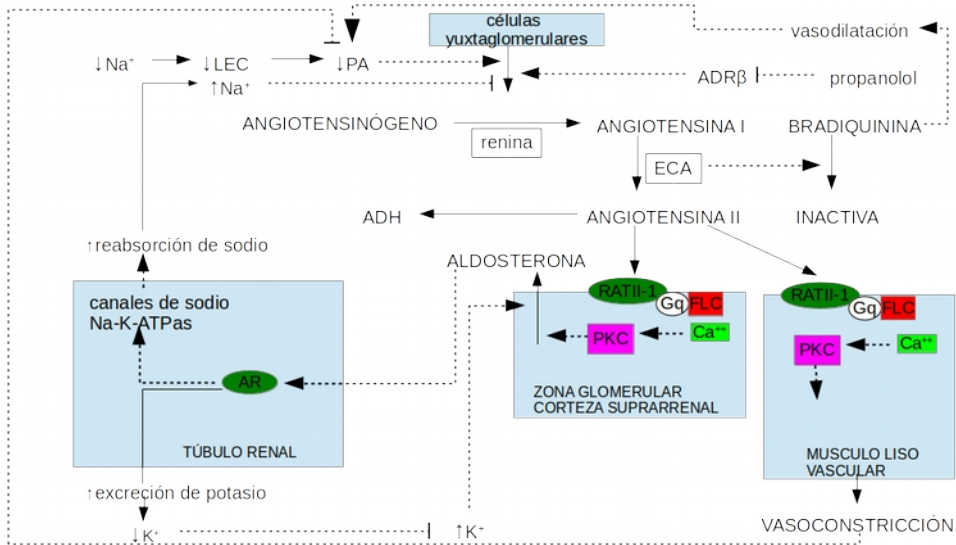 células
yuxtaglomerulares
vasodilatación
↓Na⁺
↓LEC
↓PA
↑Na⁺
ADRβ
propanolol
ANGIOTENSINÓGENO
ANGIOTENSINA I
BRADIQUININA
renina
ECA
ADH
ANGIOTENSINA II
INACTIVA
↑reabsorción de sodio
ALDOSTERONA
canales de sodio
Na-K-ATPas
RATII-1
Gq
FLC
RATII-1
Gq
FLC
PKC
Ca⁺⁺
PKC
Ca⁺⁺
AR
ZONA GLOMERULAR
CORTEZA SUPRARRENAL
TÚBULO RENAL
MUSCULO LISO
VASCULAR
↑excreción de potasio
↓K⁺
↑K⁺
VASOCONSTRICCIÓN